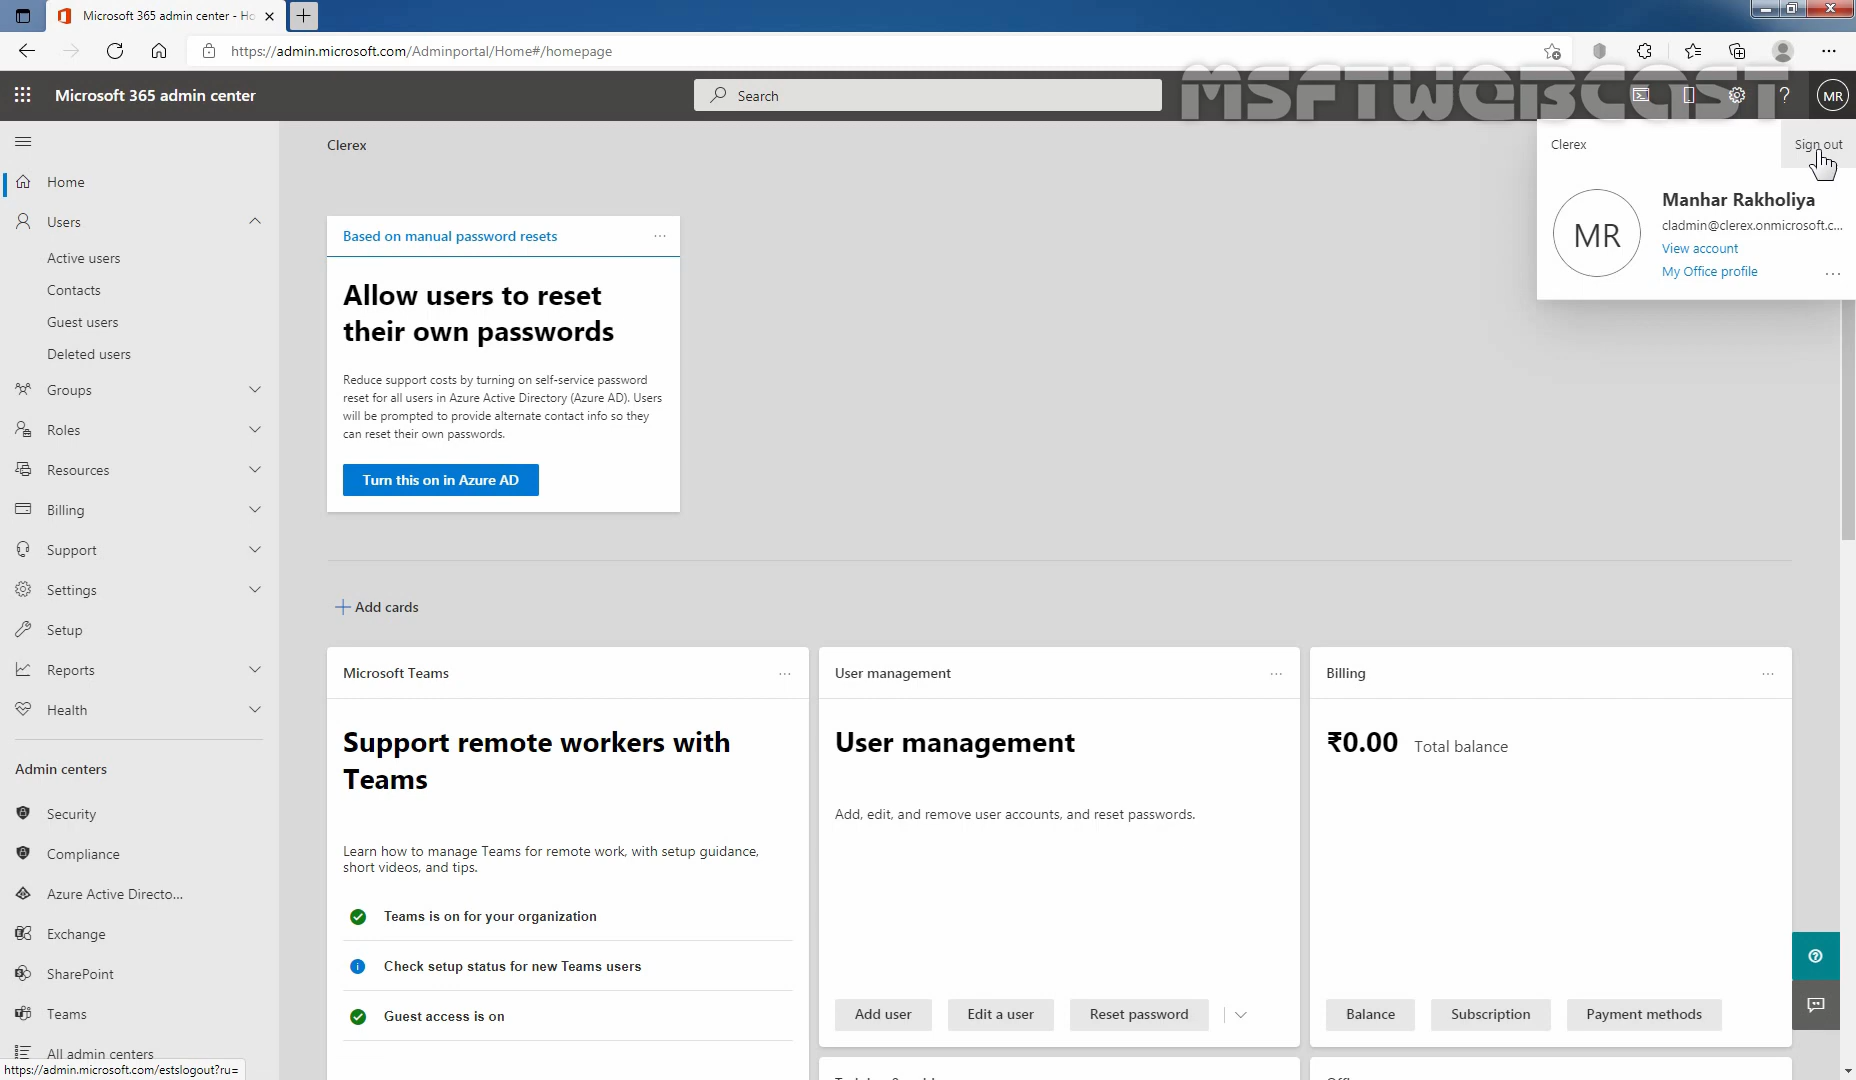 Microsoft 365 admin center - Ho
https://admin.microsoft.com/Adminportal/Home#/homepage
MSFTWEBCAST
Microsoft 365 admin center
Search
MR
Clerex
Clerex
Sign out
MR
Manhar Rakholiya
cladmin@clerex.onmicrosoft.c...
View account
My Office profile
Home
Users
Active users
Contacts
Guest users
Deleted users
Groups
Roles
Resources
Billing
Support
Settings
Setup
Reports
Health
Admin centers
Security
Compliance
Azure Active Directo...
Exchange
SharePoint
Teams
All admin centers
https://admin.microsoft.com/estslogout?ru=
Based on manual password resets
Allow users to reset
their own passwords
Reduce support costs by turning on self-service password
reset for all users in Azure Active Directory (Azure AD). Users
will be prompted to provide alternate contact info so they
can reset their own passwords.
Turn this on in Azure AD
Add cards
Microsoft Teams
Support remote workers with
Teams
Learn how to manage Teams for remote work, with setup guidance,
short videos, and tips.
Teams is on for your organization
Check setup status for new Teams users
Guest access is on
User management
User management
Add, edit, and remove user accounts, and reset passwords.
Add user
Edit a user
Reset password
Billing
₹0.00 Total balance
Balance
Subscription
Payment methods